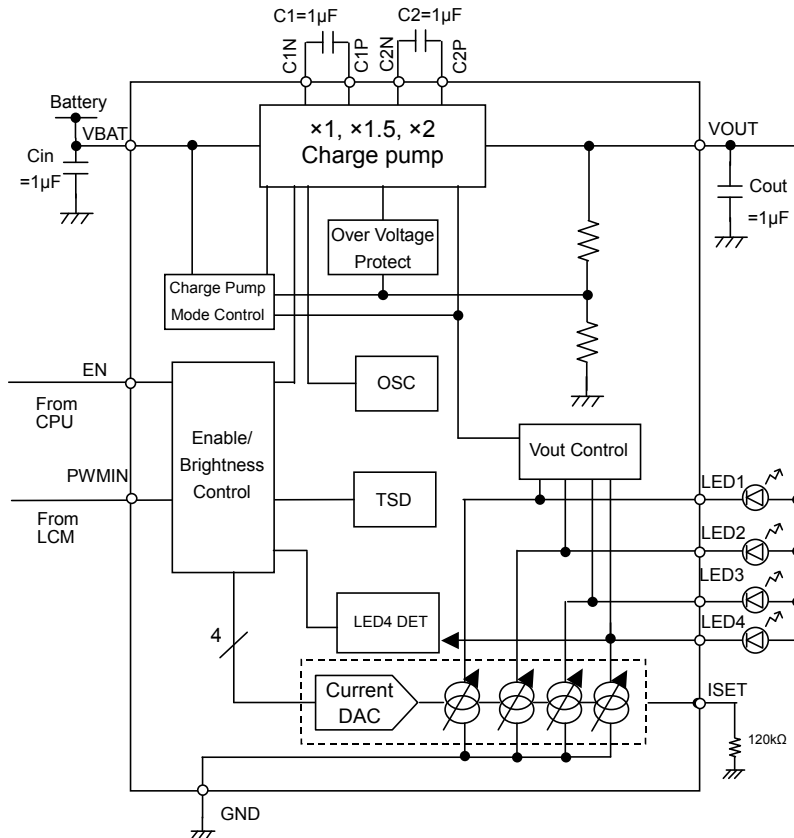 C1=1µF
C2=1µF
C1N
C1P
C2N
C2P
Battery
VBAT
Cin
=1µF
×1, ×1.5, ×2
Charge pump
VOUT
Cout
=1µF
Over Voltage
Protect
Charge Pump
Mode Control
EN
From
CPU
OSC
Enable/
Brightness
Control
Vout Control
PWMIN
From
LCM
TSD
LED1
LED2
LED3
LED4
LED4 DET
4
Current
DAC
ISET
120kΩ
GND